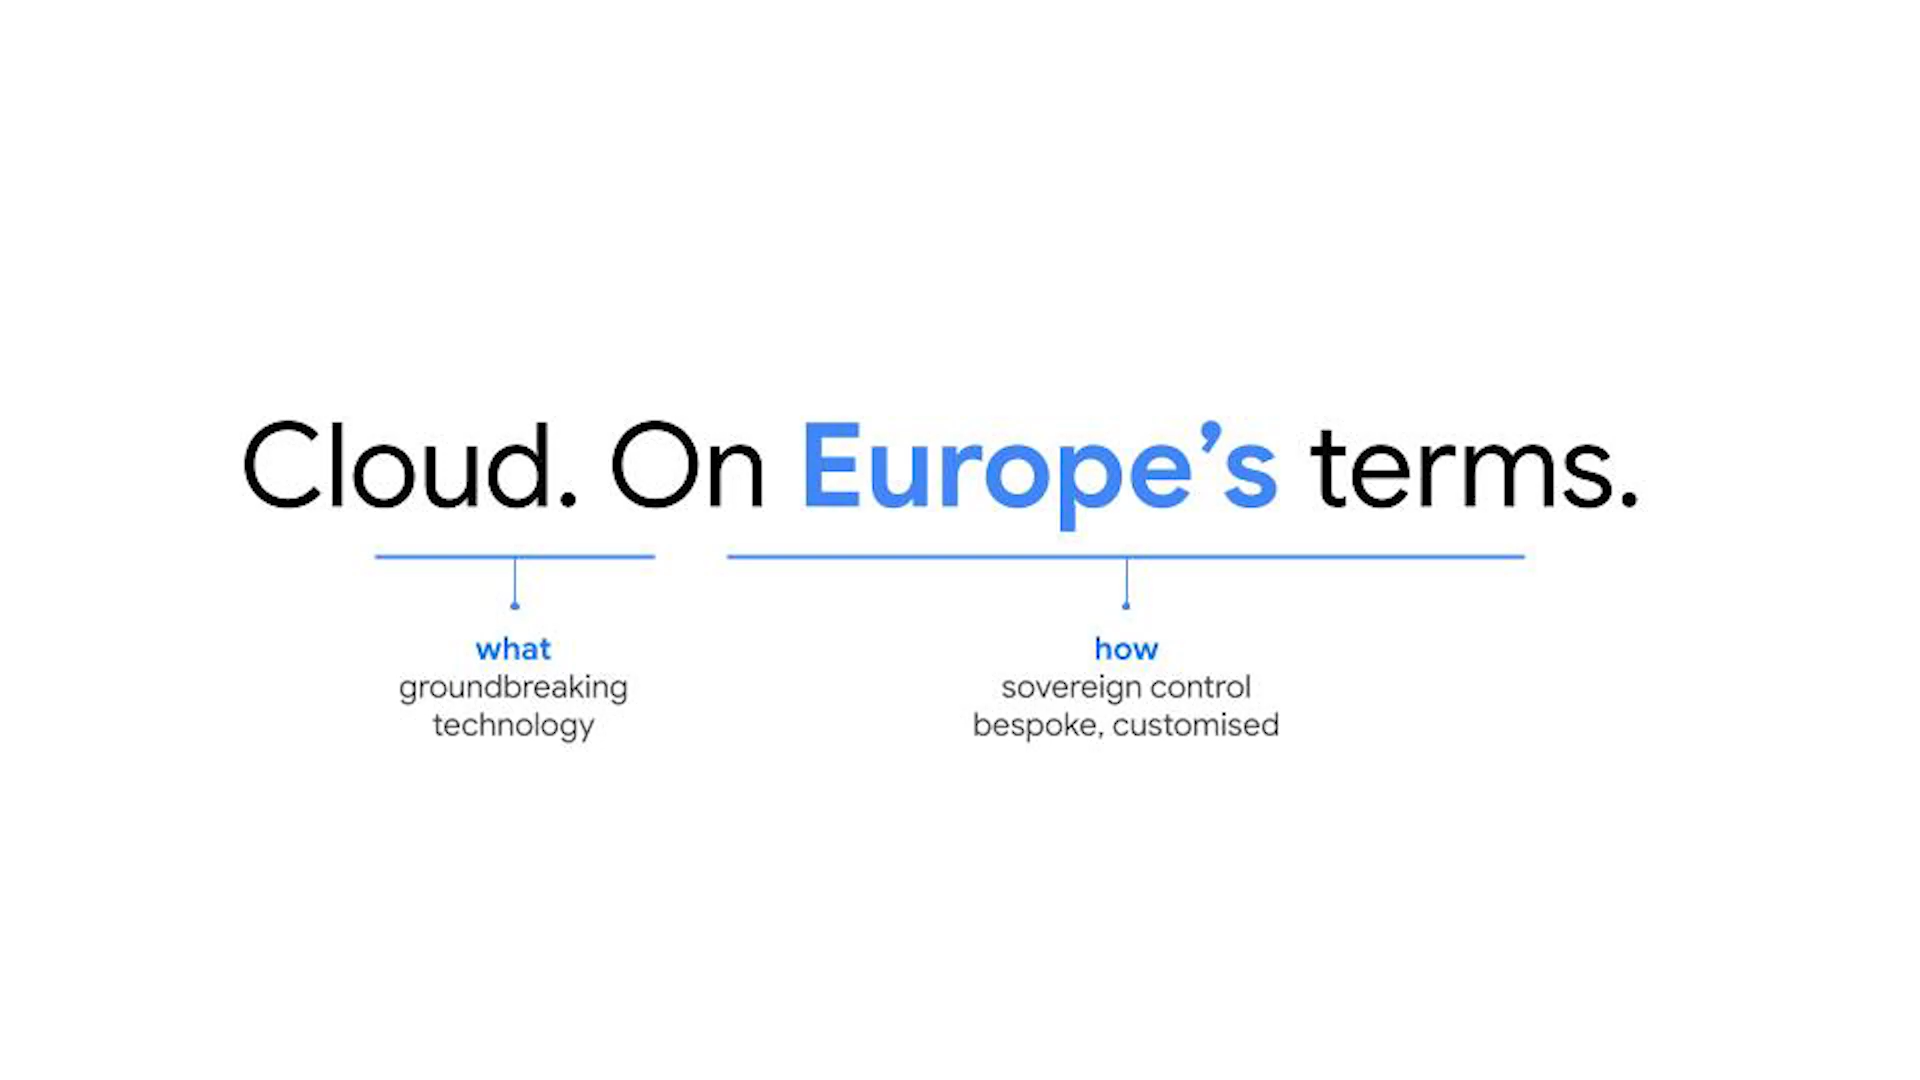 Cloud. On Europe’s terms.
what
groundbreaking
technology
how
sovereign control
bespoke, customised